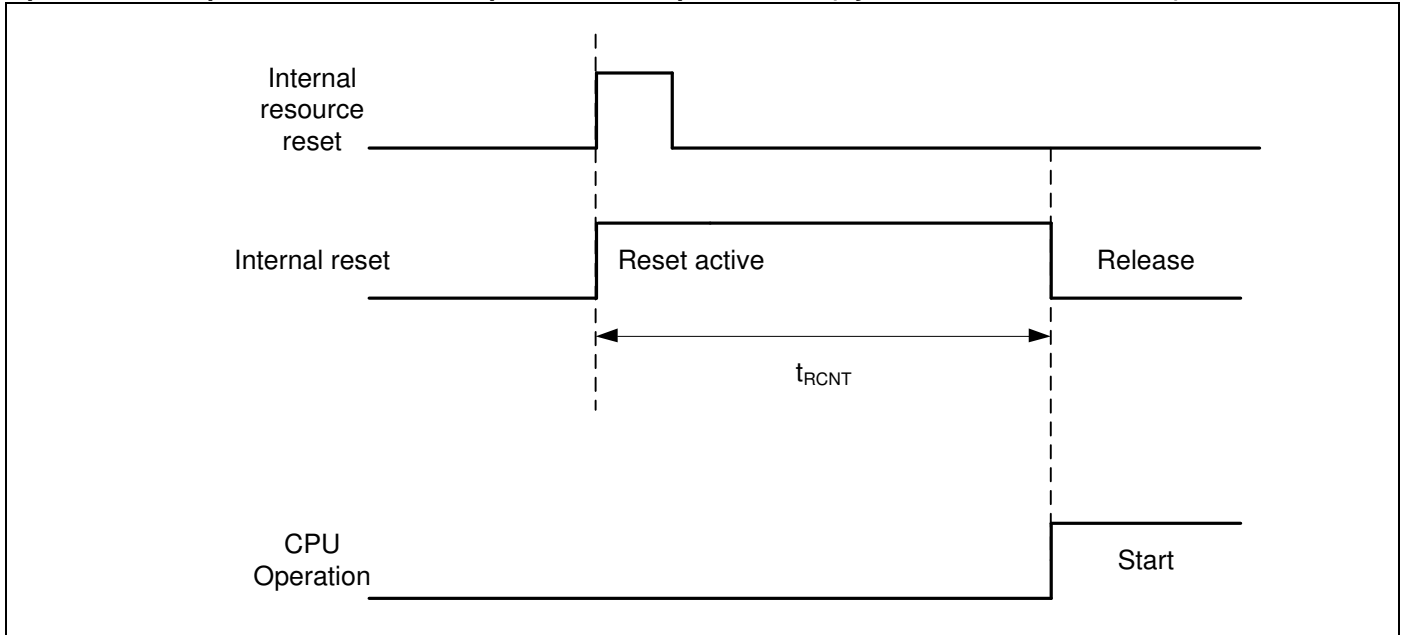 Internal
resource
reset
Internal reset
Reset active
Release
tRCNT
CPU
Operation
Start